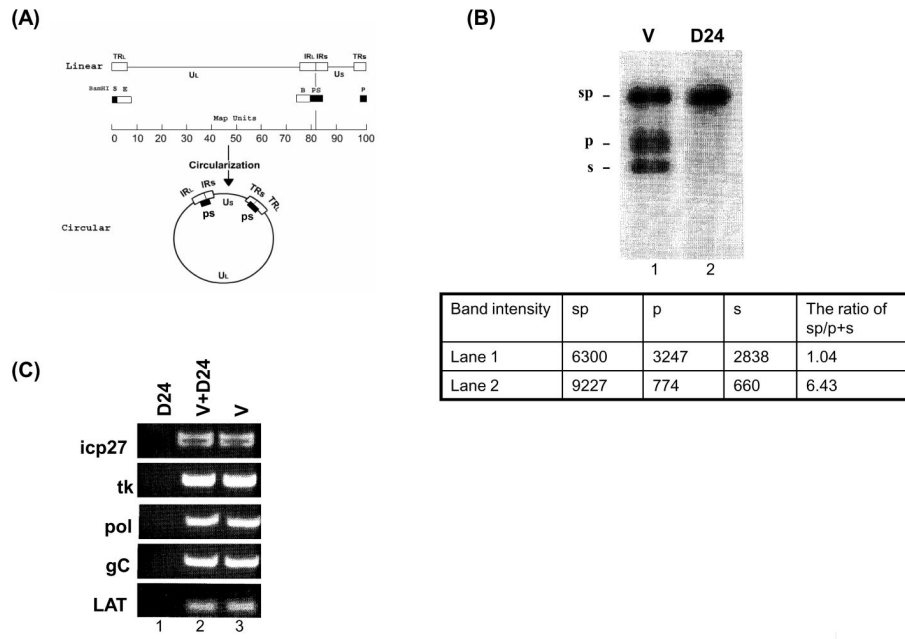 (A)
TRL IRL IRs TRs
Linear
UL Us
BamHI S E B PS P
Map Units
0 10 20 30 40 50 60 70 80 90 100
Circularization
IRL IRs TRs TRL
Us
ps ps
Circular
UL
(B)
V D24
sp -
p -
s -
1 2
Band intensity sp p s The ratio of
sp/p+s
Lane 1 6300 3247 2838 1.04
Lane 2 9227 774 660 6.43
(C)
D24 V+D24 V
icp27
tk
pol
gC
LAT
1 2 3